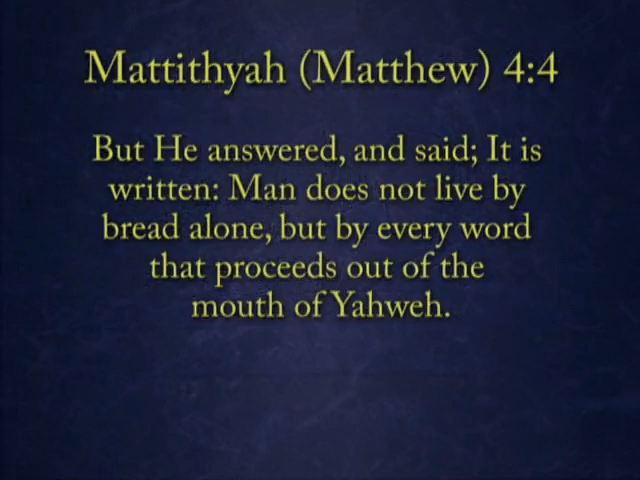 Mattithyah (Matthew) 4:4
But He answered, and said; It is
written: Man does not live by
bread alone, but by every word
that proceeds out of the
mouth of Yahweh.